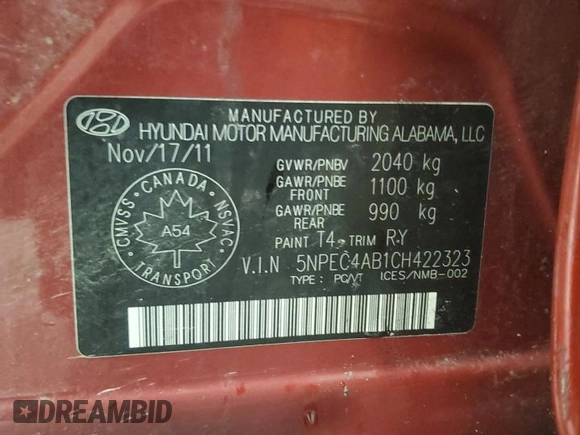 MANUFACTURED BY
HYUNDAI MOTOR MANUFACTURING ALABAMA, LLC
Nov/17/11
GVWR/PNBV 2040 kg
GAWR/PNBE FRONT 1100 kg
GAWR/PNBE REAR 990 kg
PAINT T4 TRIM RY
V.I.N 5NPEC4AB1CH422323
TYPE : PC/VT ICES/NMB-002
CANADA
CMVSS NSVAC
A54
TRANSPORT
DREAMBID